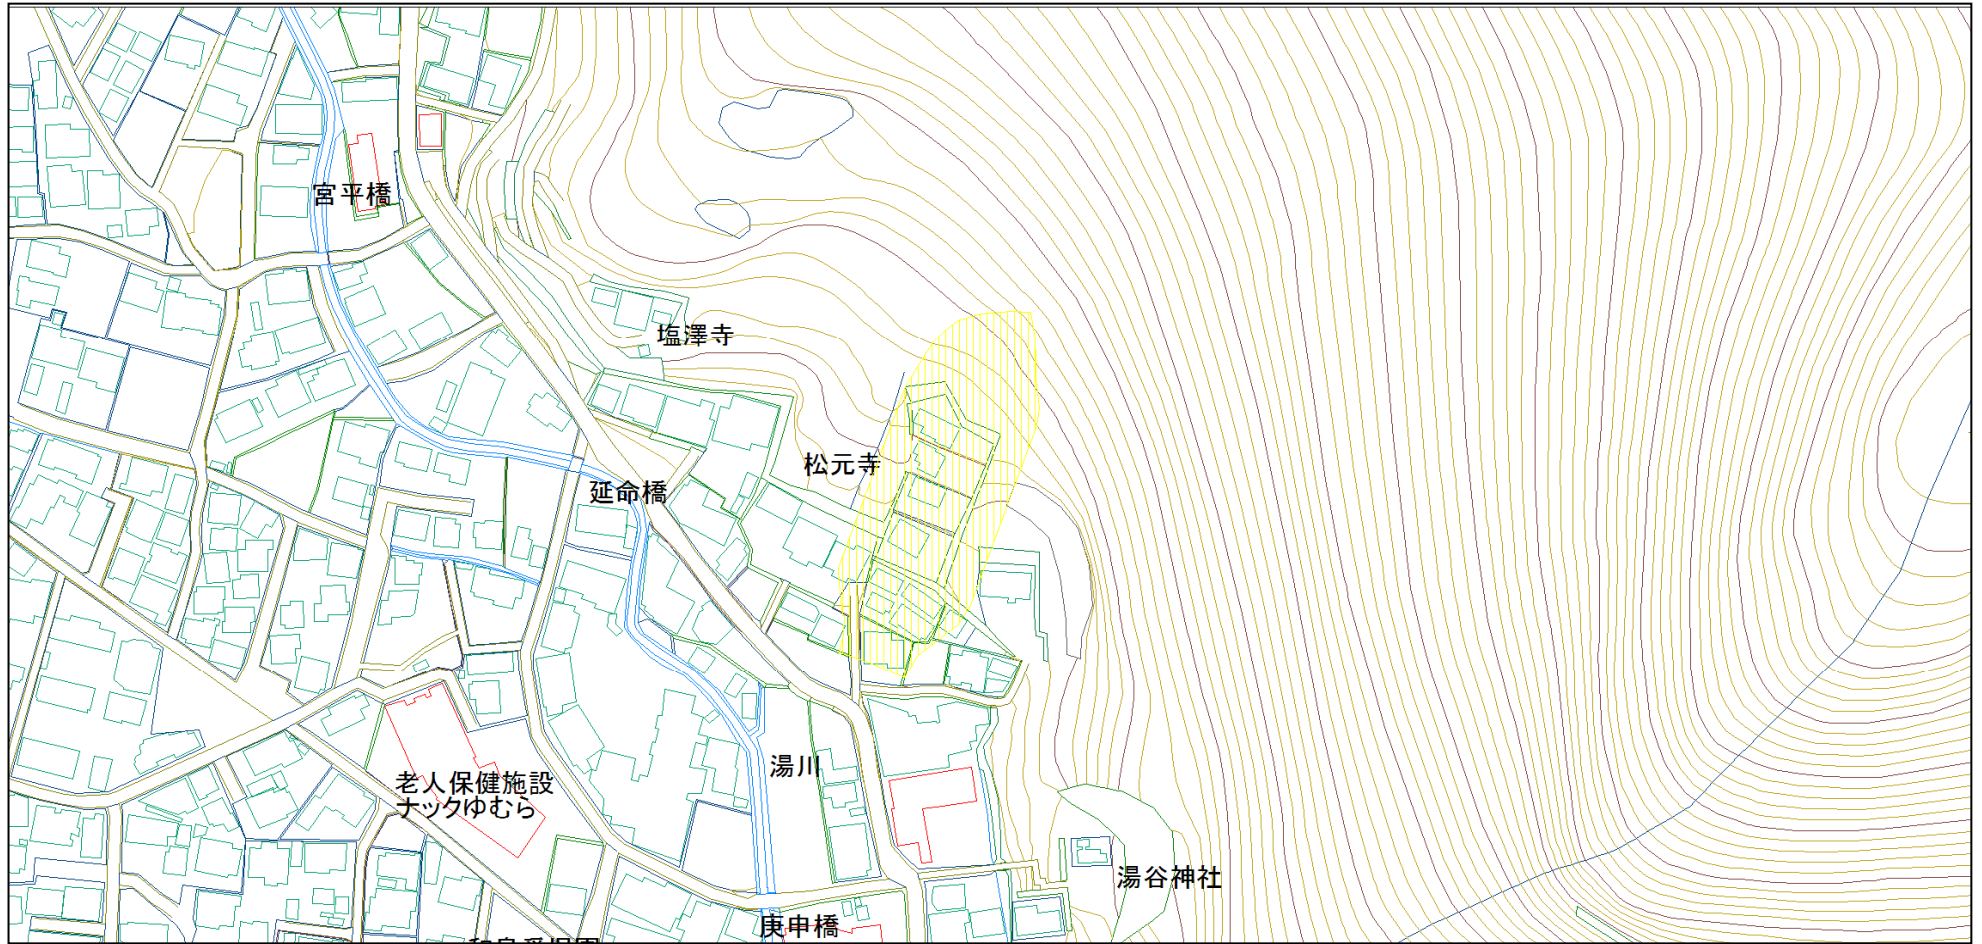 宮平橋
塩澤寺
松元寺
延命橋
湯川
老人保健施設
ナックゆむら
湯谷神社
庚申橋